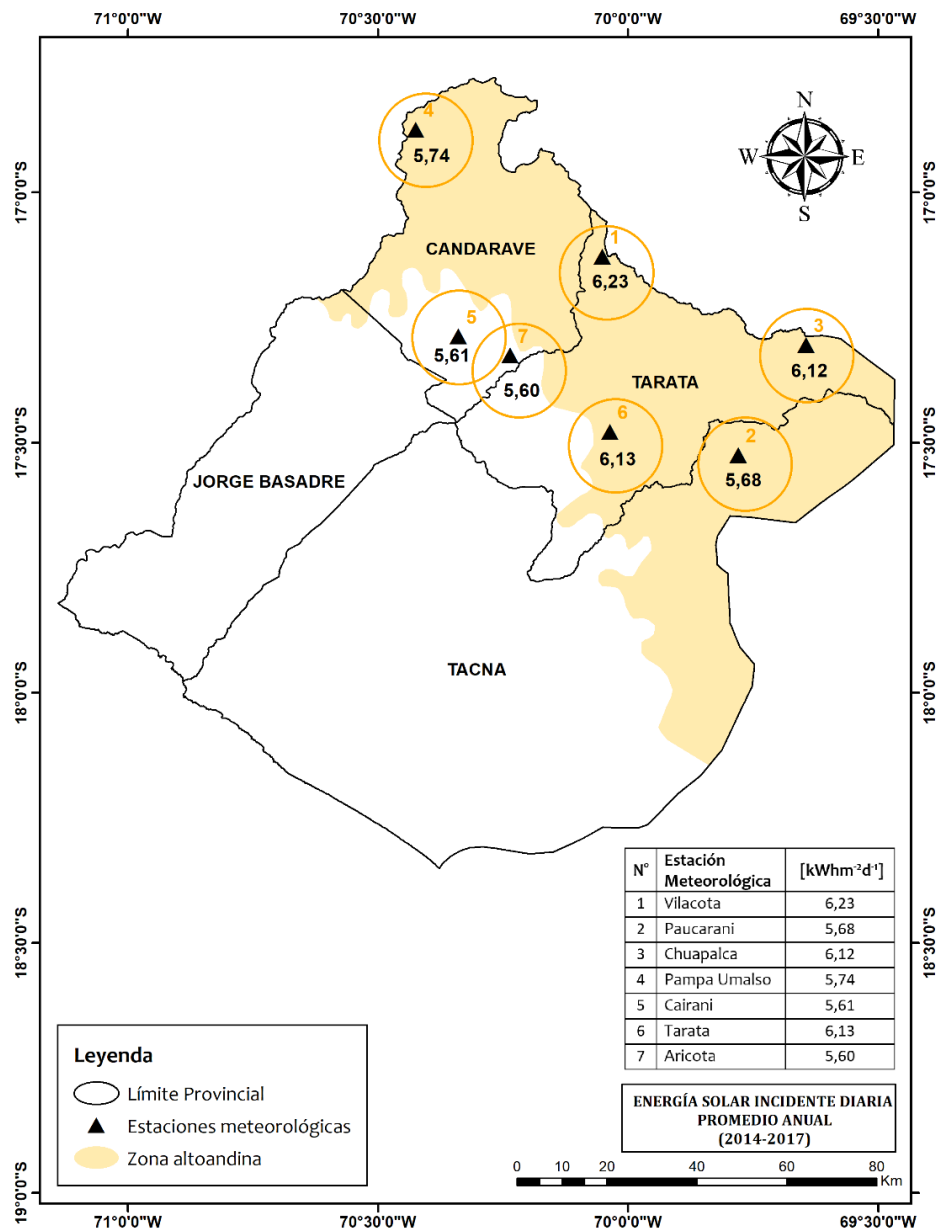 71°0'0"W 70°30'0"W 70°0'0"W 69°30'0"W
17°0'0"S
17°30'0"S
18°0'0"S
18°30'0"S
19°0'0"S
17°0'0"S
17°30'0"S
18°0'0"S
18°30'0"S
19°0'0"S
N
W E
S
4
5,74
CANDARAVE
1
6,23
5
5,61
7
5,60
3
6,12
TARATA
6
6,13
2
5,68
JORGE BASADRE
TACNA
N° Estación Meteorológica [kWhm⁻²d⁻¹]
1 Vilacota 6,23
2 Paucarani 5,68
3 Chuapalca 6,12
4 Pampa Umalso 5,74
5 Cairani 5,61
6 Tarata 6,13
7 Aricota 5,60
Leyenda
Límite Provincial
Estaciones meteorológicas
Zona altoandina
ENERGÍA SOLAR INCIDENTE DIARIA
PROMEDIO ANUAL
(2014-2017)
0 10 20 40 60 80
Km
71°0'0"W 70°30'0"W 70°0'0"W 69°30'0"W